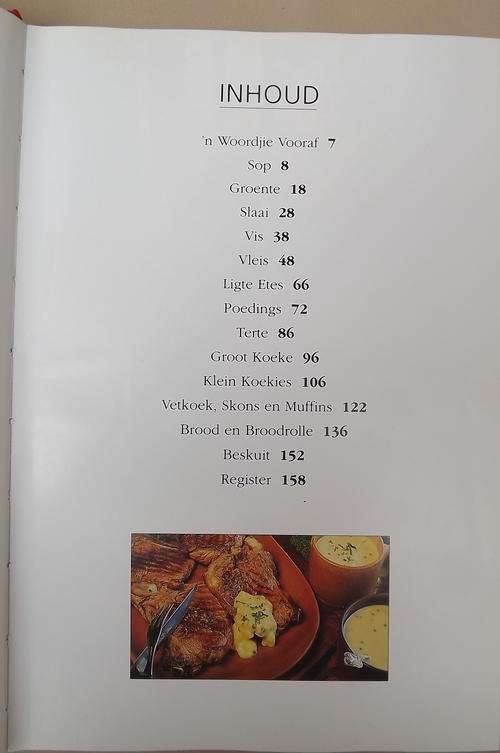 INHOUD
'n Woordjie Vooraf 7
Sop 8
Groente 18
Slaai 28
Vis 38
Vleis 48
Ligte Etes 66
Poedings 72
Terte 86
Groot Koeke 96
Klein Koekies 106
Vetkoek, Skons en Muffins 122
Brood en Broodrolle 136
Beskuit 152
Register 158